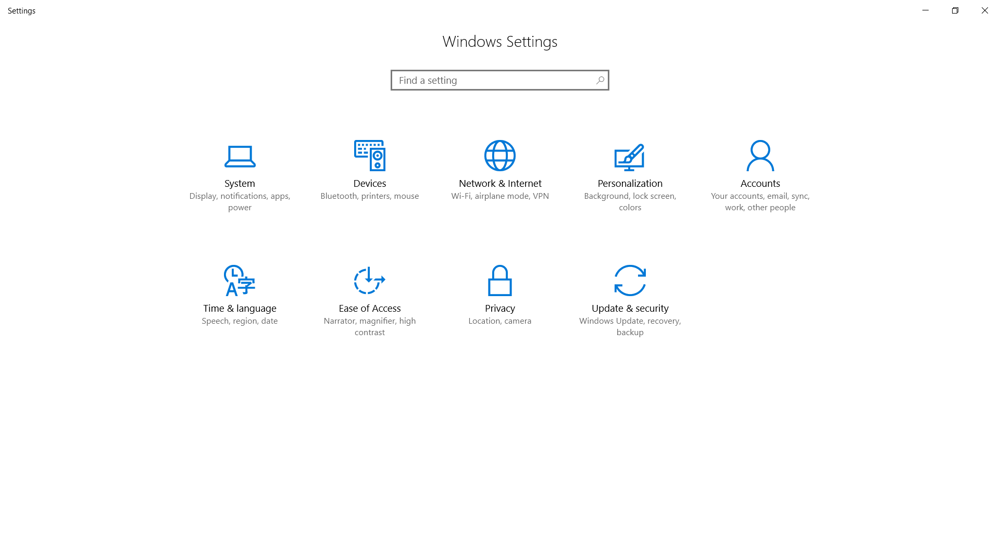 Settings
Windows Settings
Find a setting
System
Display, notifications, apps,
power
Devices
Bluetooth, printers, mouse
Network & Internet
Wi-Fi, airplane mode, VPN
Personalization
Background, lock screen,
colors
Accounts
Your accounts, email, sync,
work, other people
A字
Time & language
Speech, region, date
Ease of Access
Narrator, magnifier, high
contrast
Privacy
Location, camera
Update & security
Windows Update, recovery,
backup